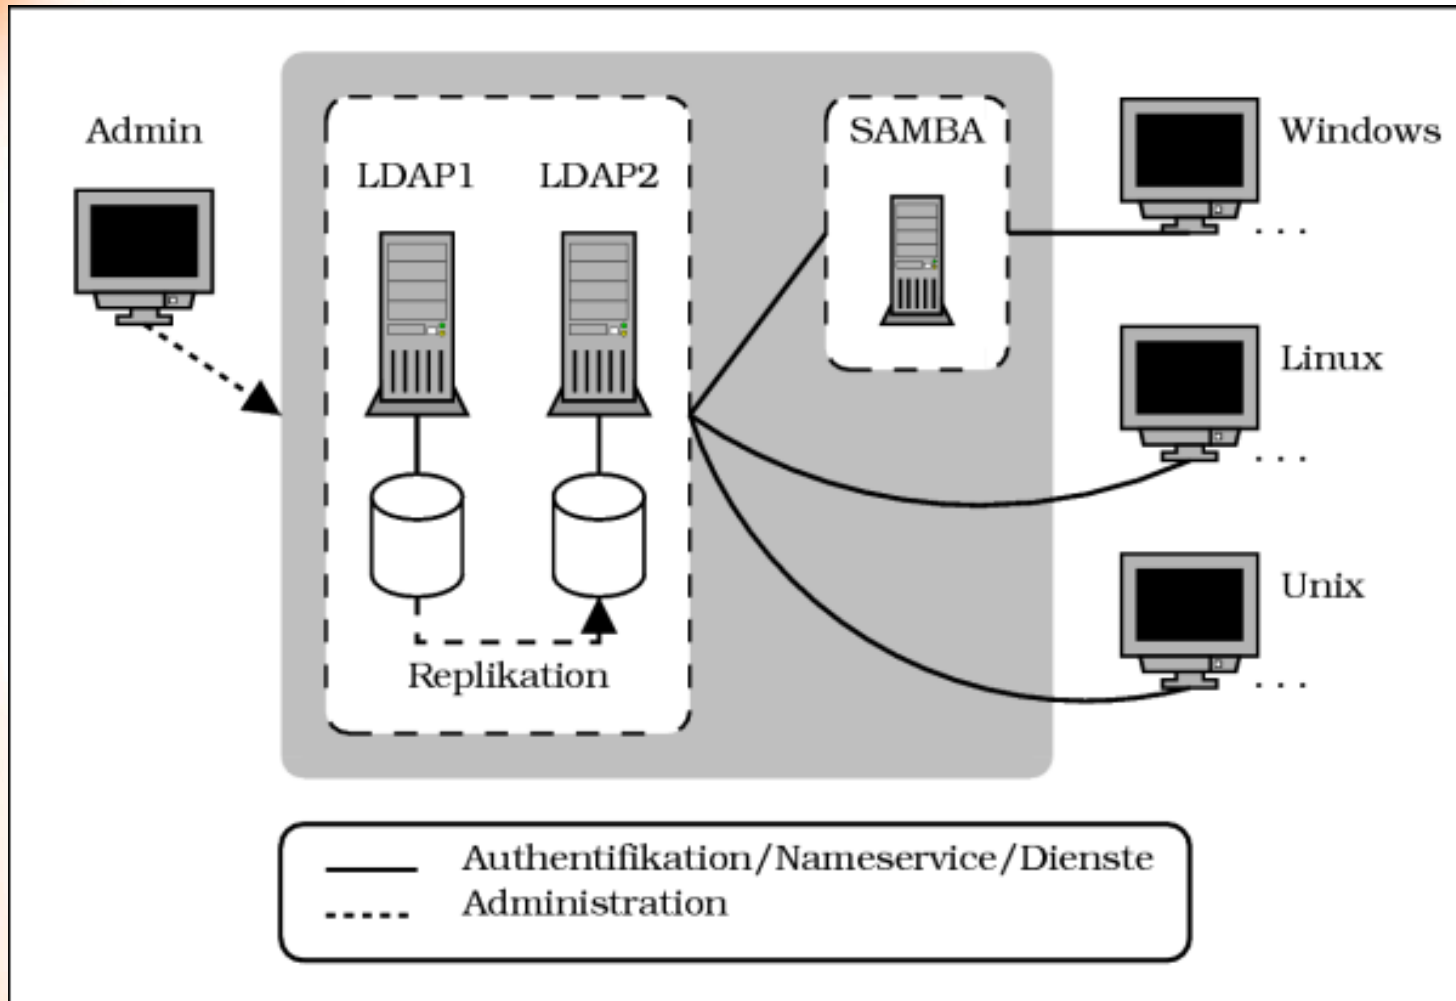 Admin
LDAP1
LDAP2
SAMBA
Windows
. . .
Linux
. . .
Unix
. . .
Replikation
Authentifikation/Nameservice/Dienste
Administration